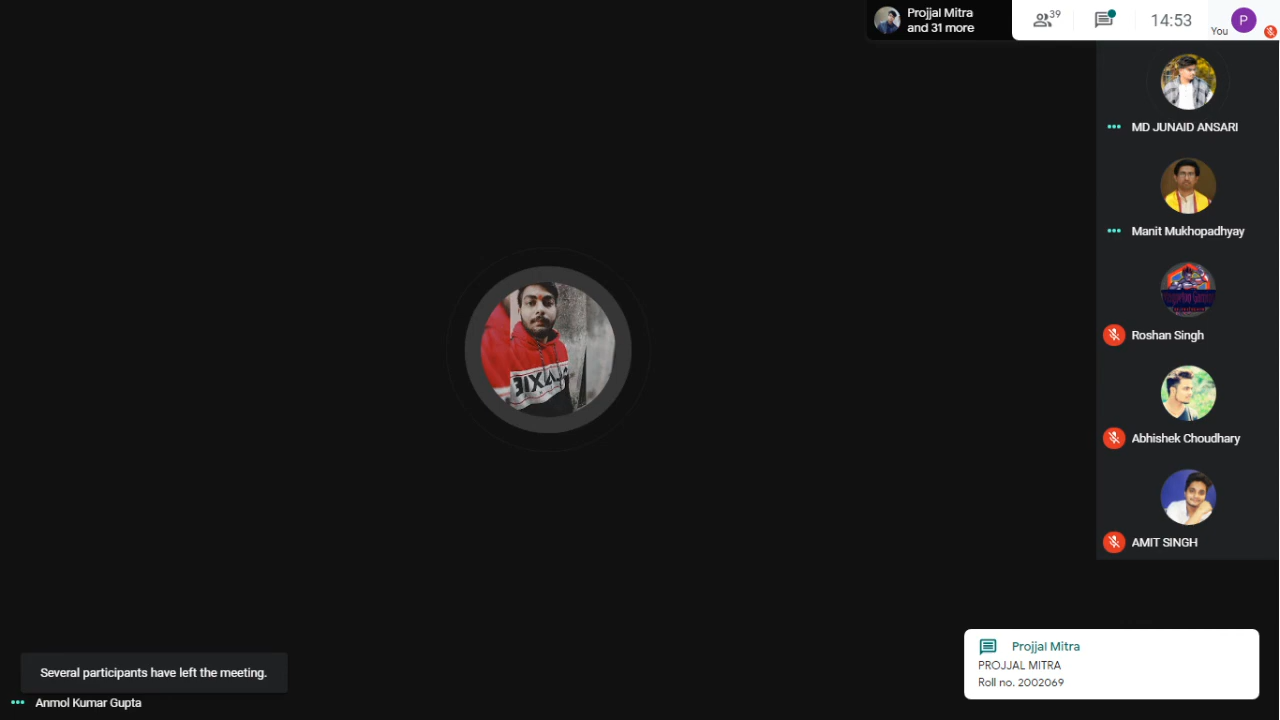 Projjal Mitra
and 31 more
39
14:53
You
P
MD JUNAID ANSARI
Manit Mukhopadhyay
Roshan Singh
Abhishek Choudhary
AMIT SINGH
Projjal Mitra
PROJJAL MITRA
Roll no. 2002069
Several participants have left the meeting.
Anmol Kumar Gupta